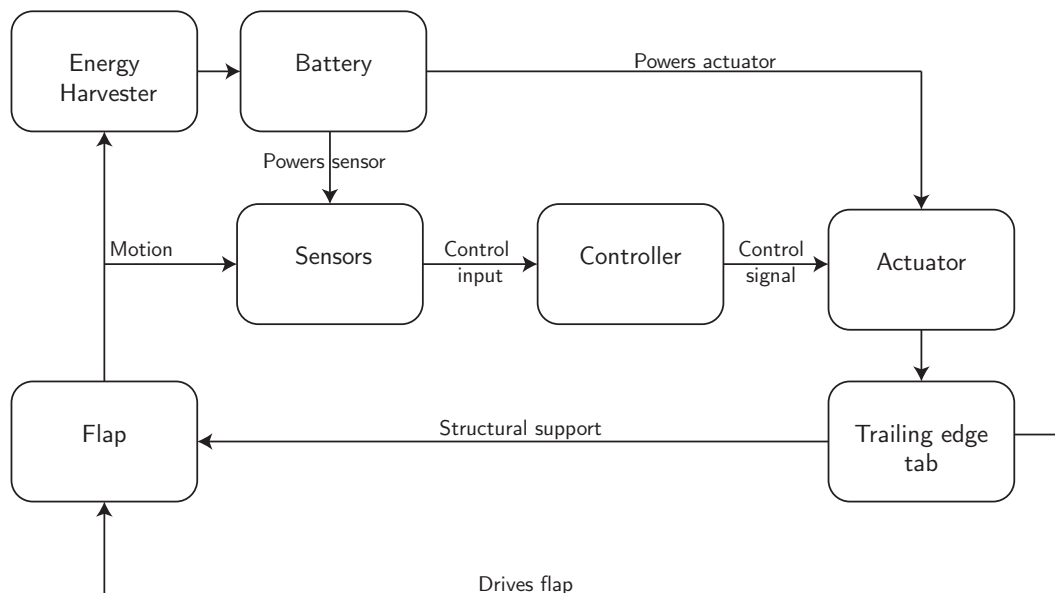 Energy
Harvester
Battery
Powers actuator
Powers sensor
Motion
Sensors
Control
input
Controller
Control
signal
Actuator
Flap
Structural support
Trailing edge
tab
Drives flap